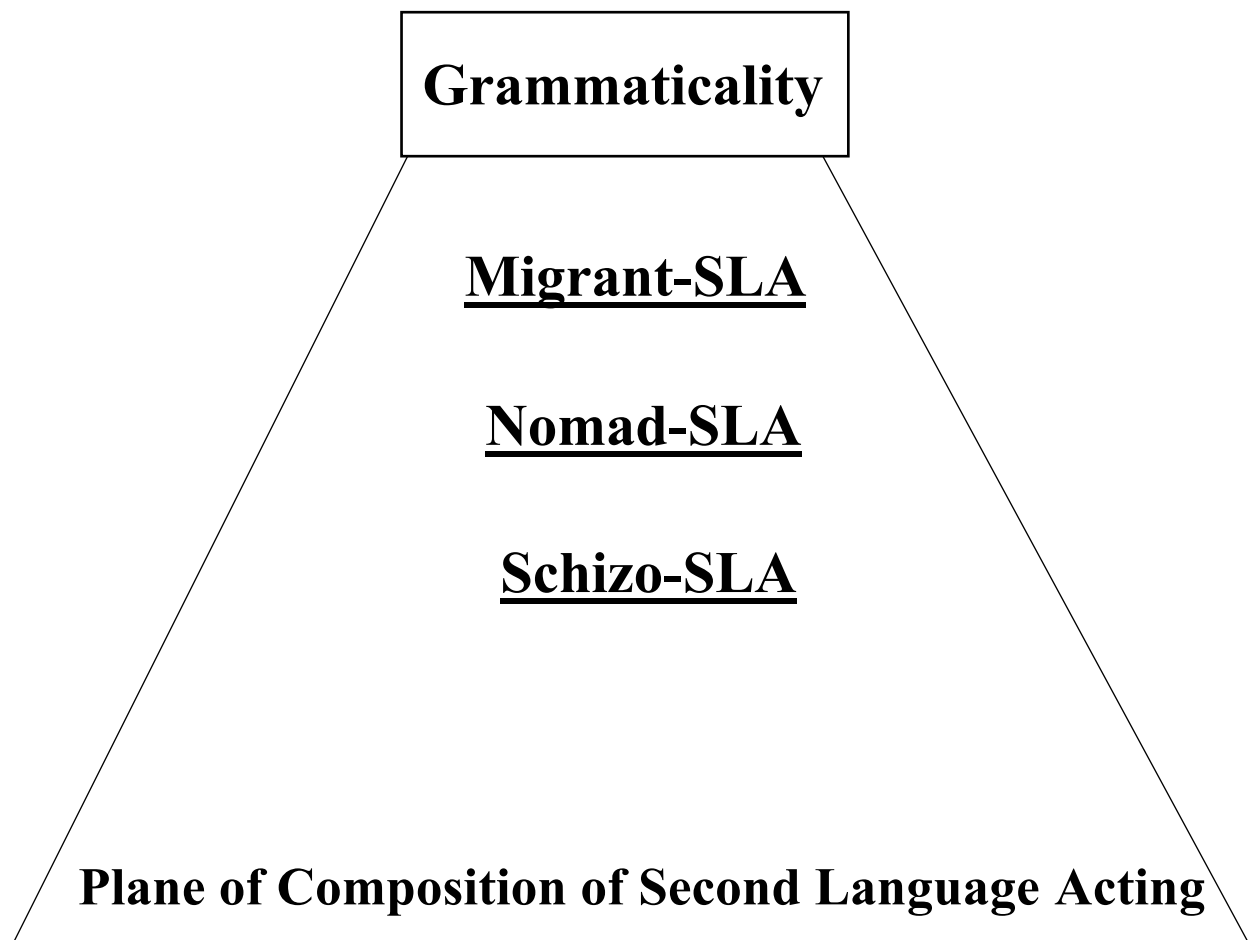 Grammaticality
Migrant-SLA
Nomad-SLA
Schizo-SLA
Plane of Composition of Second Language Acting